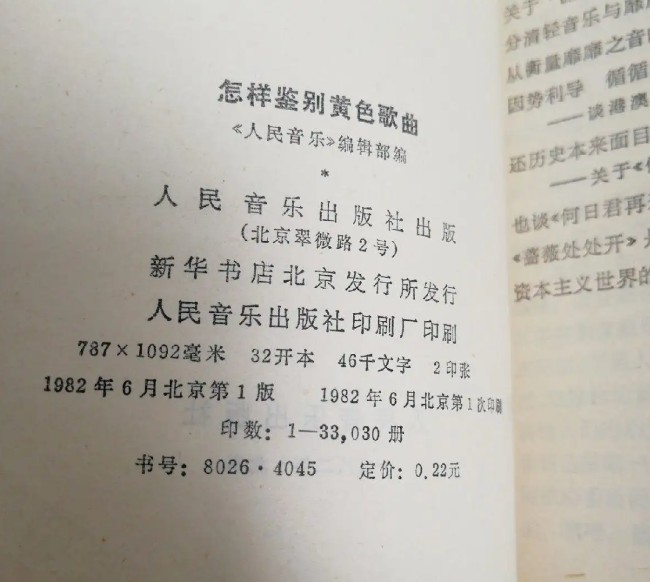 怎样鉴别黄色歌曲
《人民音乐》编辑部编
*
人民音乐出版社出版
(北京翠微路2号)
新华书店北京发行所发行
人民音乐出版社印刷厂印刷
787×1092毫米 32开本 46千文字 2印张
1982年6月北京第1版 1982年6月北京第1次印刷
印数: 1—33,030 册
书号: 8026·4045 定价: 0.22元
关于
分清轻音乐与靡
从衡量靡靡之音
因势利导 循循
——谈港澳
还历史本来面目
——关于《
也谈《何日君再
《蔷薇处处开》是
资本主义世界的